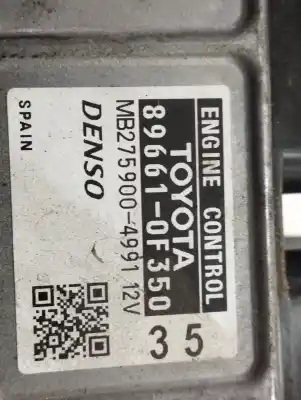 ENGINE CONTROL
TOYOTA
89661-0F350
MB275900-4991 12V
DENSO
35
SPAIN